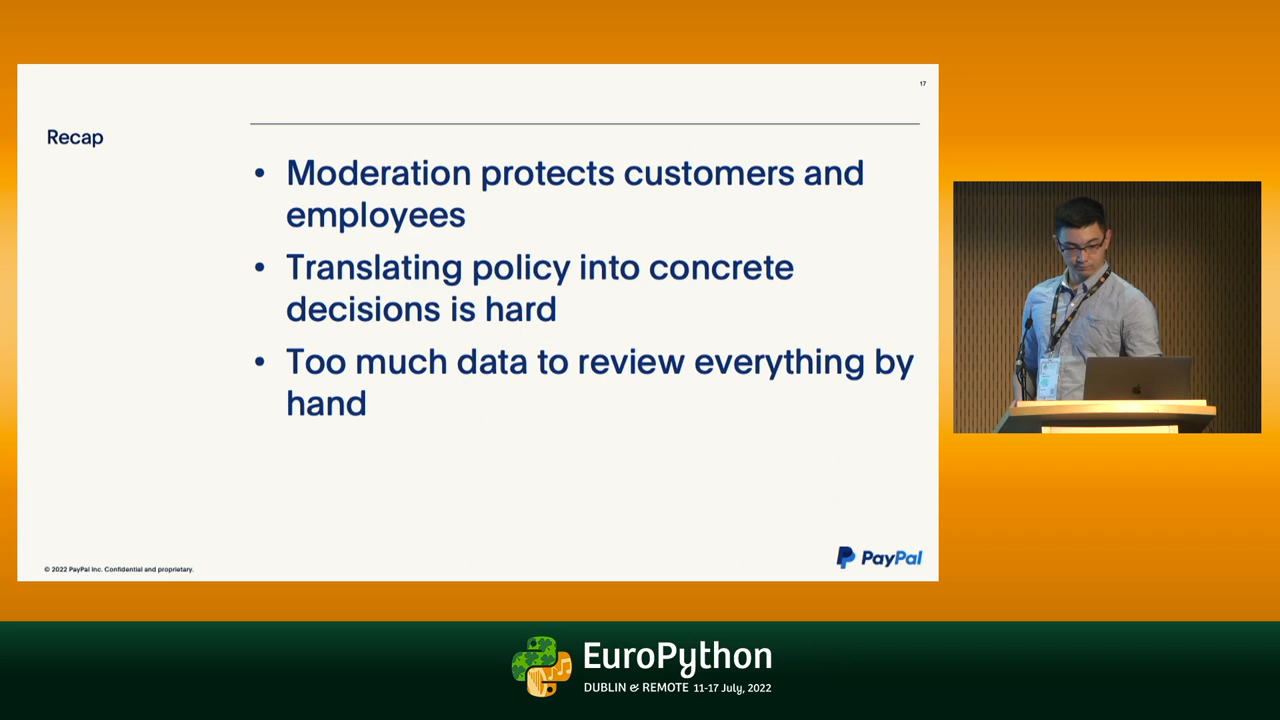 17
Recap
• Moderation protects customers and
employees
• Translating policy into concrete
decisions is hard
• Too much data to review everything by
hand
© 2022 PayPal Inc. Confidential and proprietary.
PayPal
EuroPython
DUBLIN & REMOTE 11-17 July, 2022